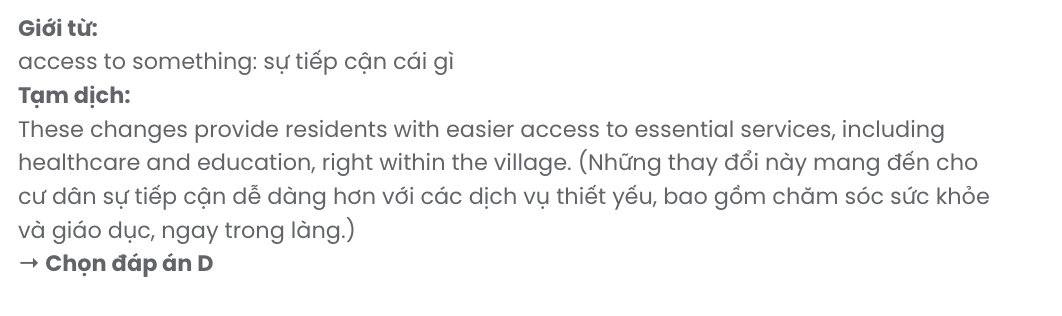 Giới từ:
access to something: sự tiếp cận cái gì
Tạm dịch:
These changes provide residents with easier access to essential services, including
healthcare and education, right within the village. (Những thay đổi này mang đến cho
cư dân sự tiếp cận dễ dàng hơn với các dịch vụ thiết yếu, bao gồm chăm sóc sức khỏe
và giáo dục, ngay trong làng.)
→ Chọn đáp án D